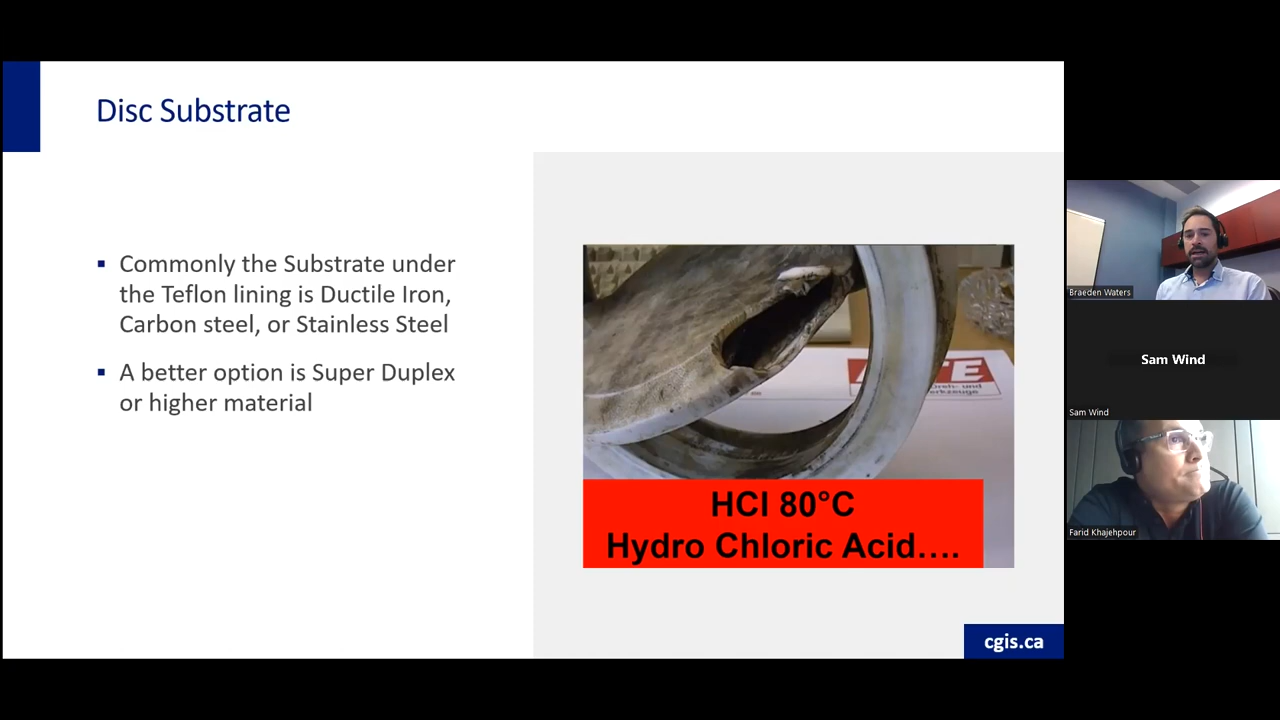 Disc Substrate
▪ Commonly the Substrate under
the Teflon lining is Ductile Iron,
Carbon steel, or Stainless Steel
▪ A better option is Super Duplex
or higher material
HCl 80°C
Hydro Chloric Acid....
cgis.ca
Braeden Waters
Sam Wind
Sam Wind
Farid Khajehpour